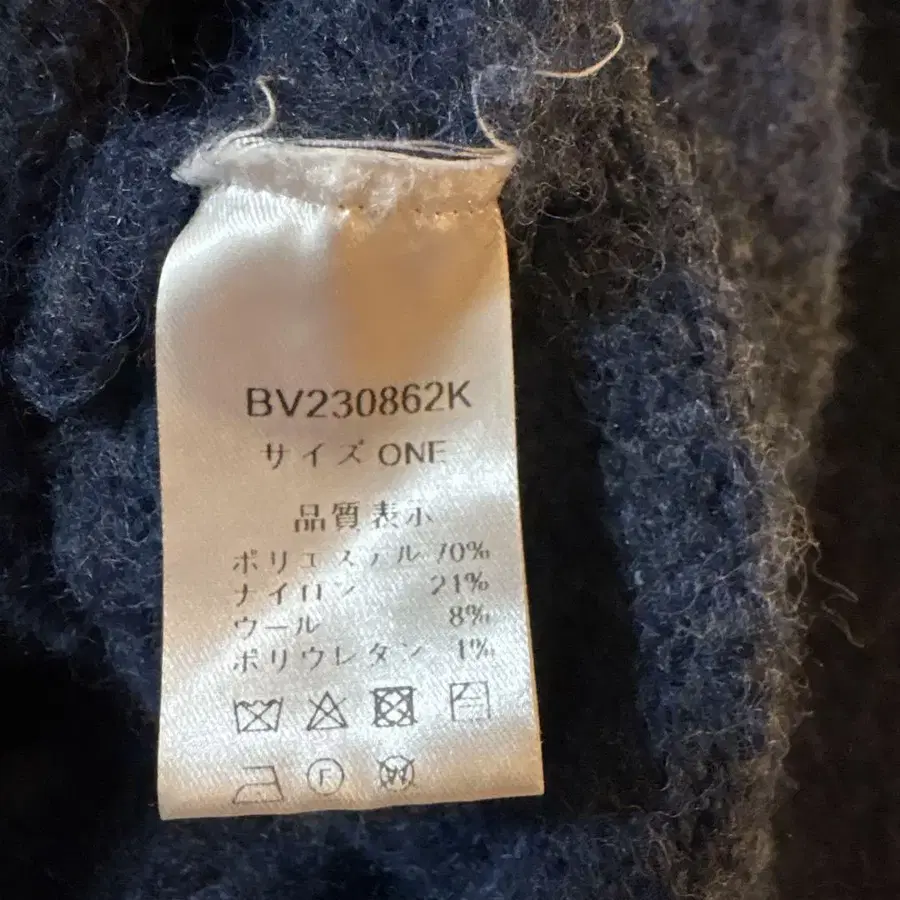 BV230862K
サイズ ONE
品質表示
ポリエステル 70%
ナイロン 21%
ウール 8%
ポリウレタン 1%
F
W